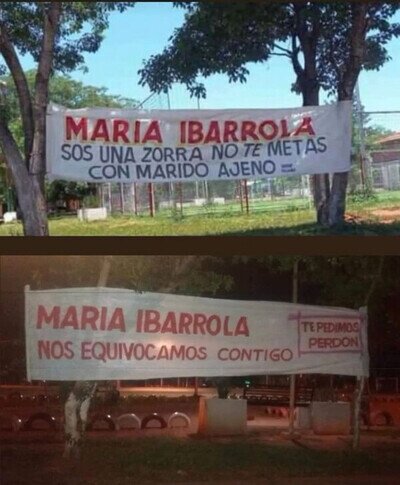 MARIA IBARROLA
SOS UNA ZORRA NO TE METAS
CON MARIDO AJENO
MARIA IBARROLA
NOS EQUIVOCAMOS CONTIGO
TE PEDIMOS
PERDON